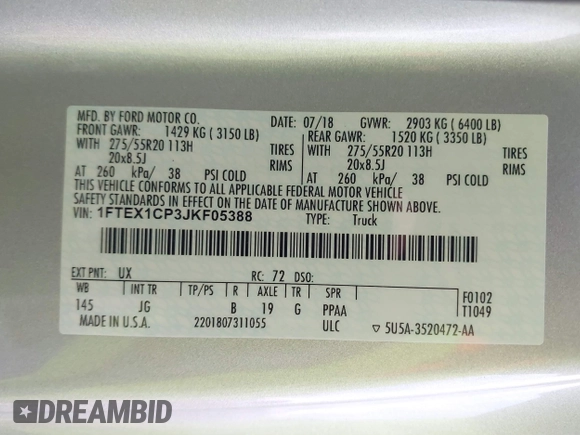 MFD. BY FORD MOTOR CO.
DATE: 07/18 GVWR: 2903 KG ( 6400 LB)
FRONT GAWR: 1429 KG ( 3150 LB) REAR GAWR: 1520 KG ( 3350 LB)
WITH 275/55R20 113H TIRES WITH 275/55R20 113H TIRES
20x8.5J RIMS 20x8.5J RIMS
AT 260 kPa/ 38 PSI COLD AT 260 kPa/ 38 PSI COLD
THIS VEHICLE CONFORMS TO ALL APPLICABLE FEDERAL MOTOR VEHICLE
SAFETY STANDARDS IN EFFECT ON THE DATE OF MANUFACTURE SHOWN ABOVE.
VIN: 1FTEX1CP3JKF05388 TYPE: Truck
EXT PNT: UX RC: 72 DSO:
WB INT TR TP/PS R AXLE TR SPR F0102
145 JG B 19 G PPAA T1049
MADE IN U.S.A. 2201807311055 ULC ▽ 5U5A-3520472-AA
DREAMBID